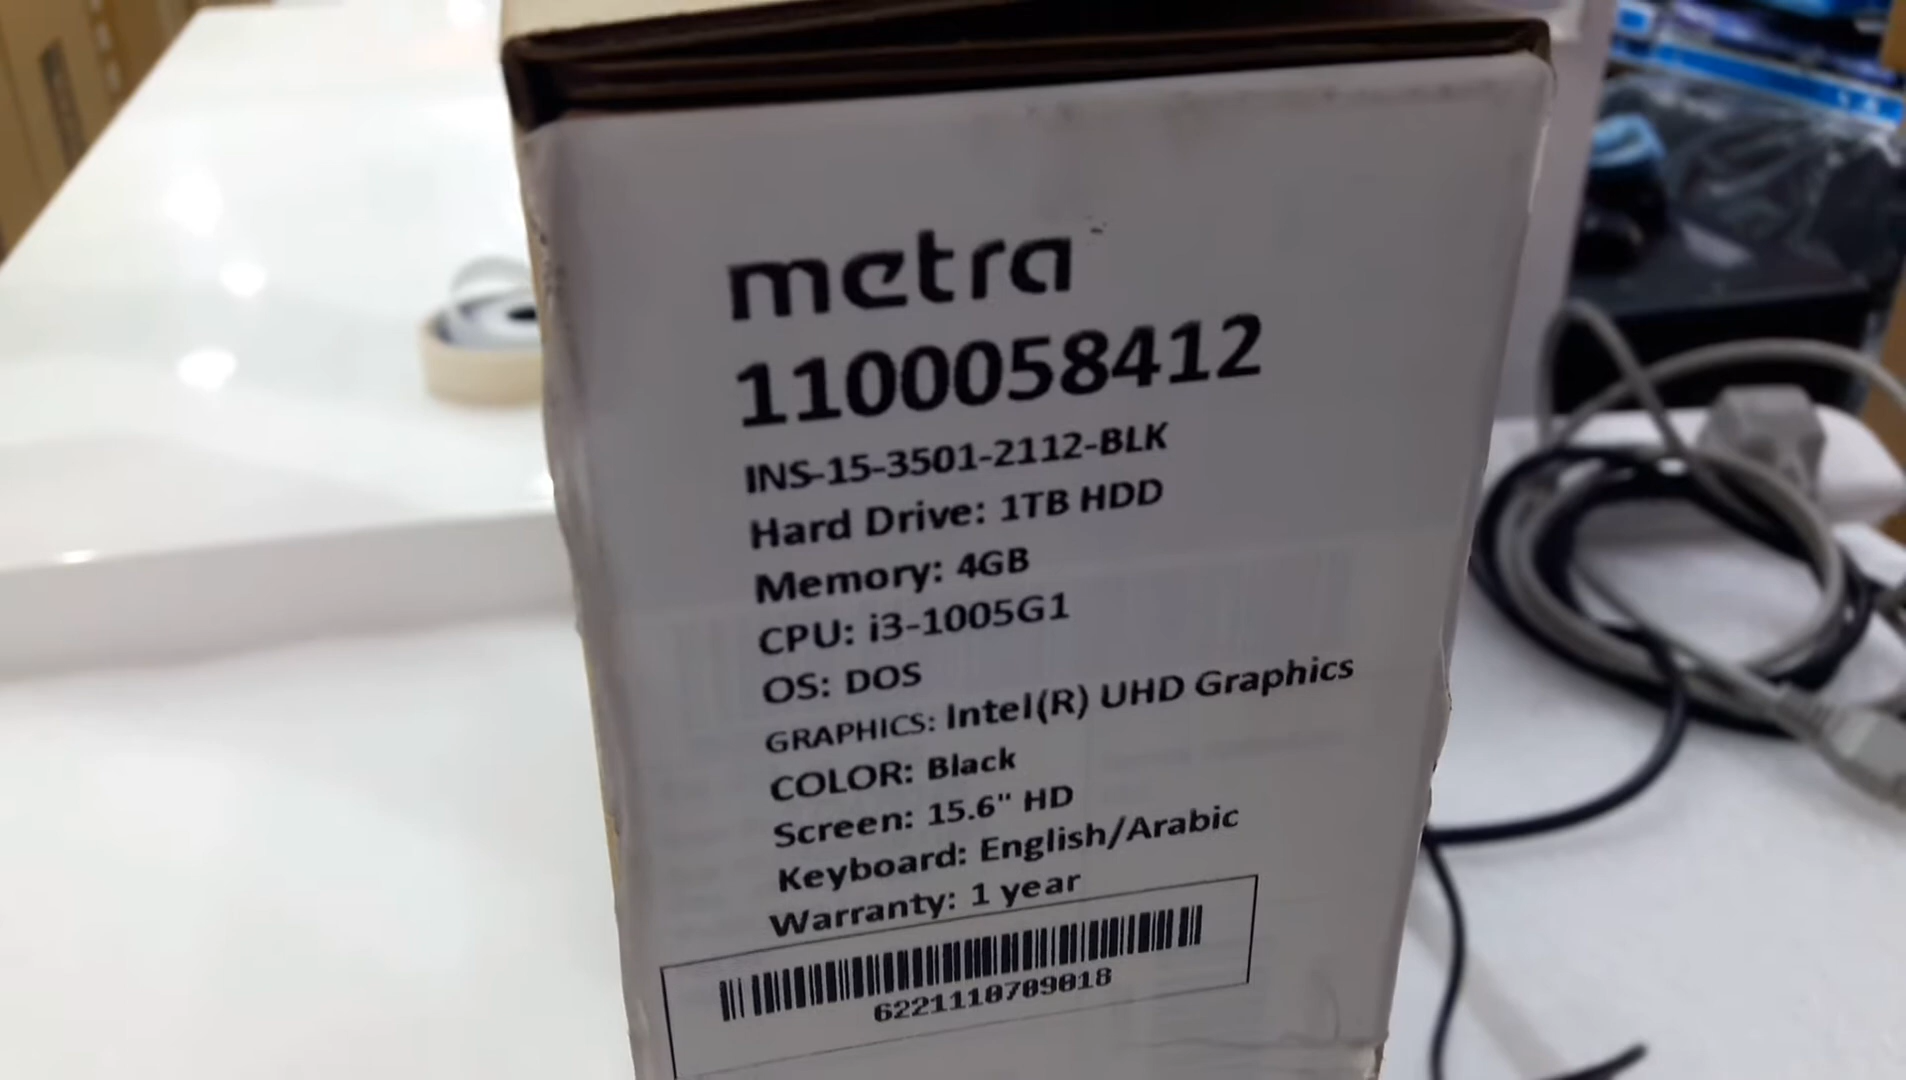 metra
1100058412
INS-15-3501-2112-BLK
Hard Drive: 1TB HDD
Memory: 4GB
CPU: i3-1005G1
OS: DOS
GRAPHICS: Intel(R) UHD Graphics
COLOR: Black
Screen: 15.6" HD
Keyboard: English/Arabic
Warranty: 1 year
6221110709018